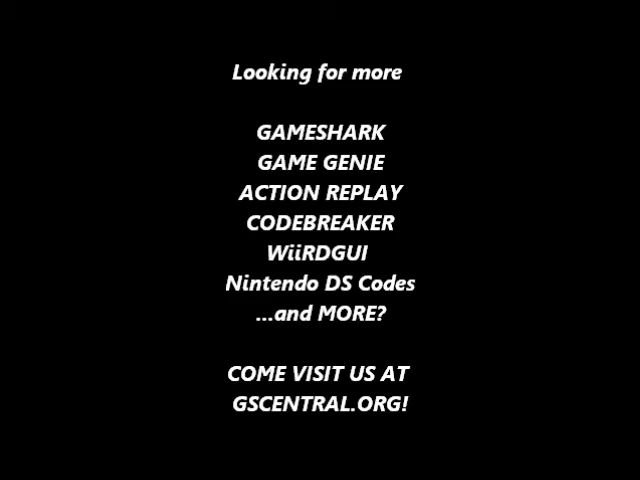 Looking for more
GAMESHARK
GAME GENIE
ACTION REPLAY
CODEBREAKER
WiiRDGUI
Nintendo DS Codes
...and MORE?
COME VISIT US AT
GSCENTRAL.ORG!